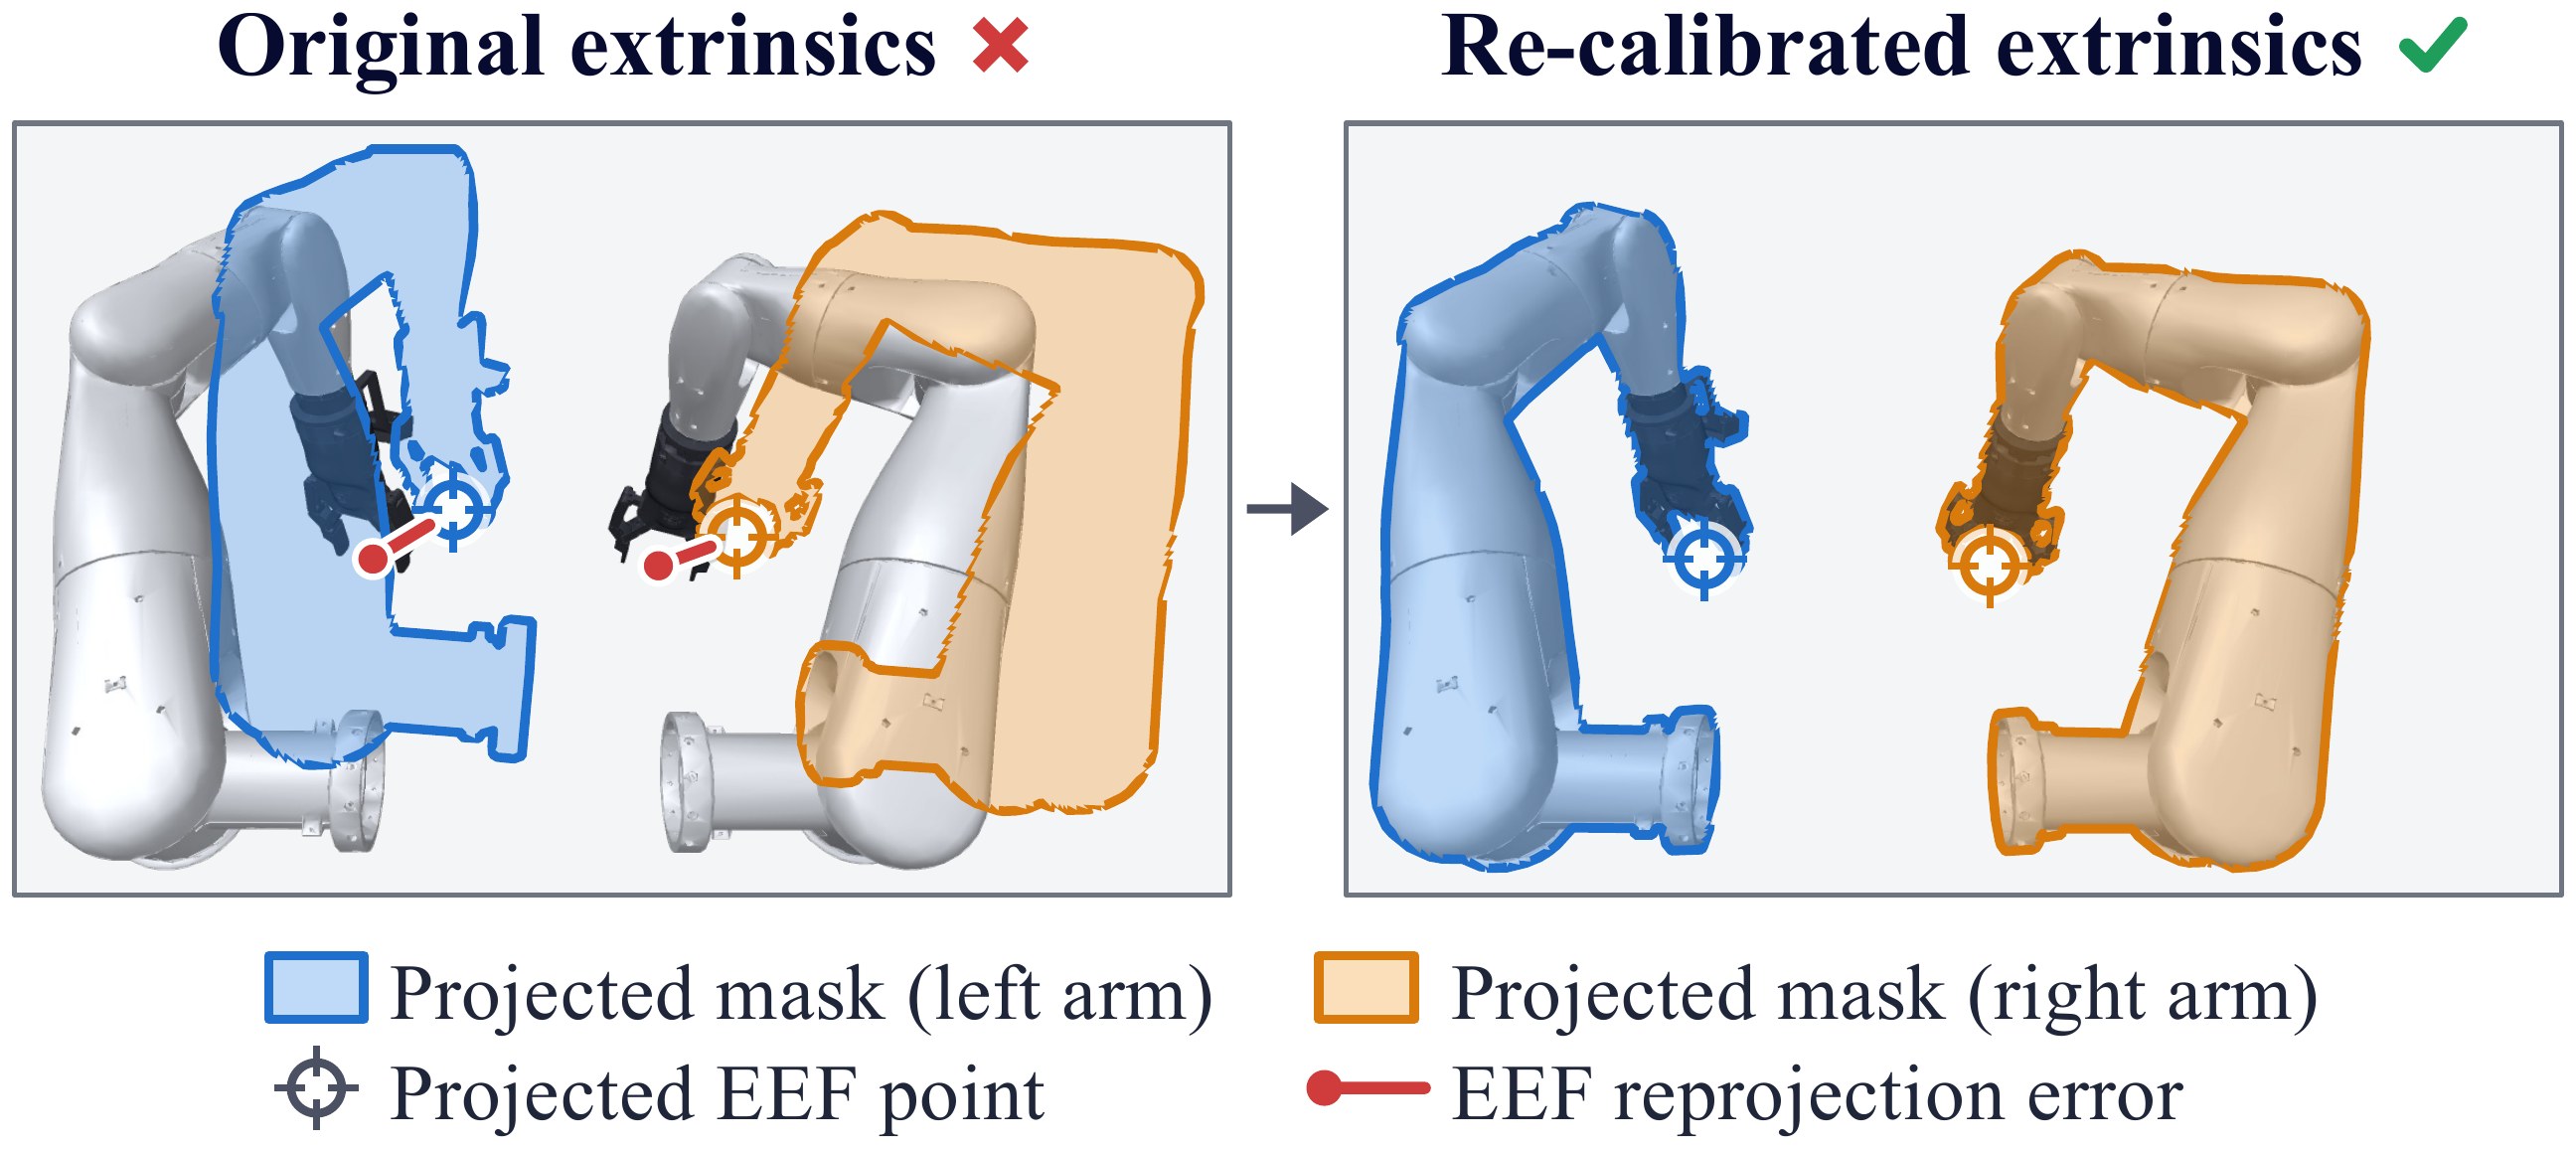 Original extrinsics
Re-calibrated extrinsics
Projected mask (left arm)
Projected mask (right arm)
Projected EEF point
EEF reprojection error